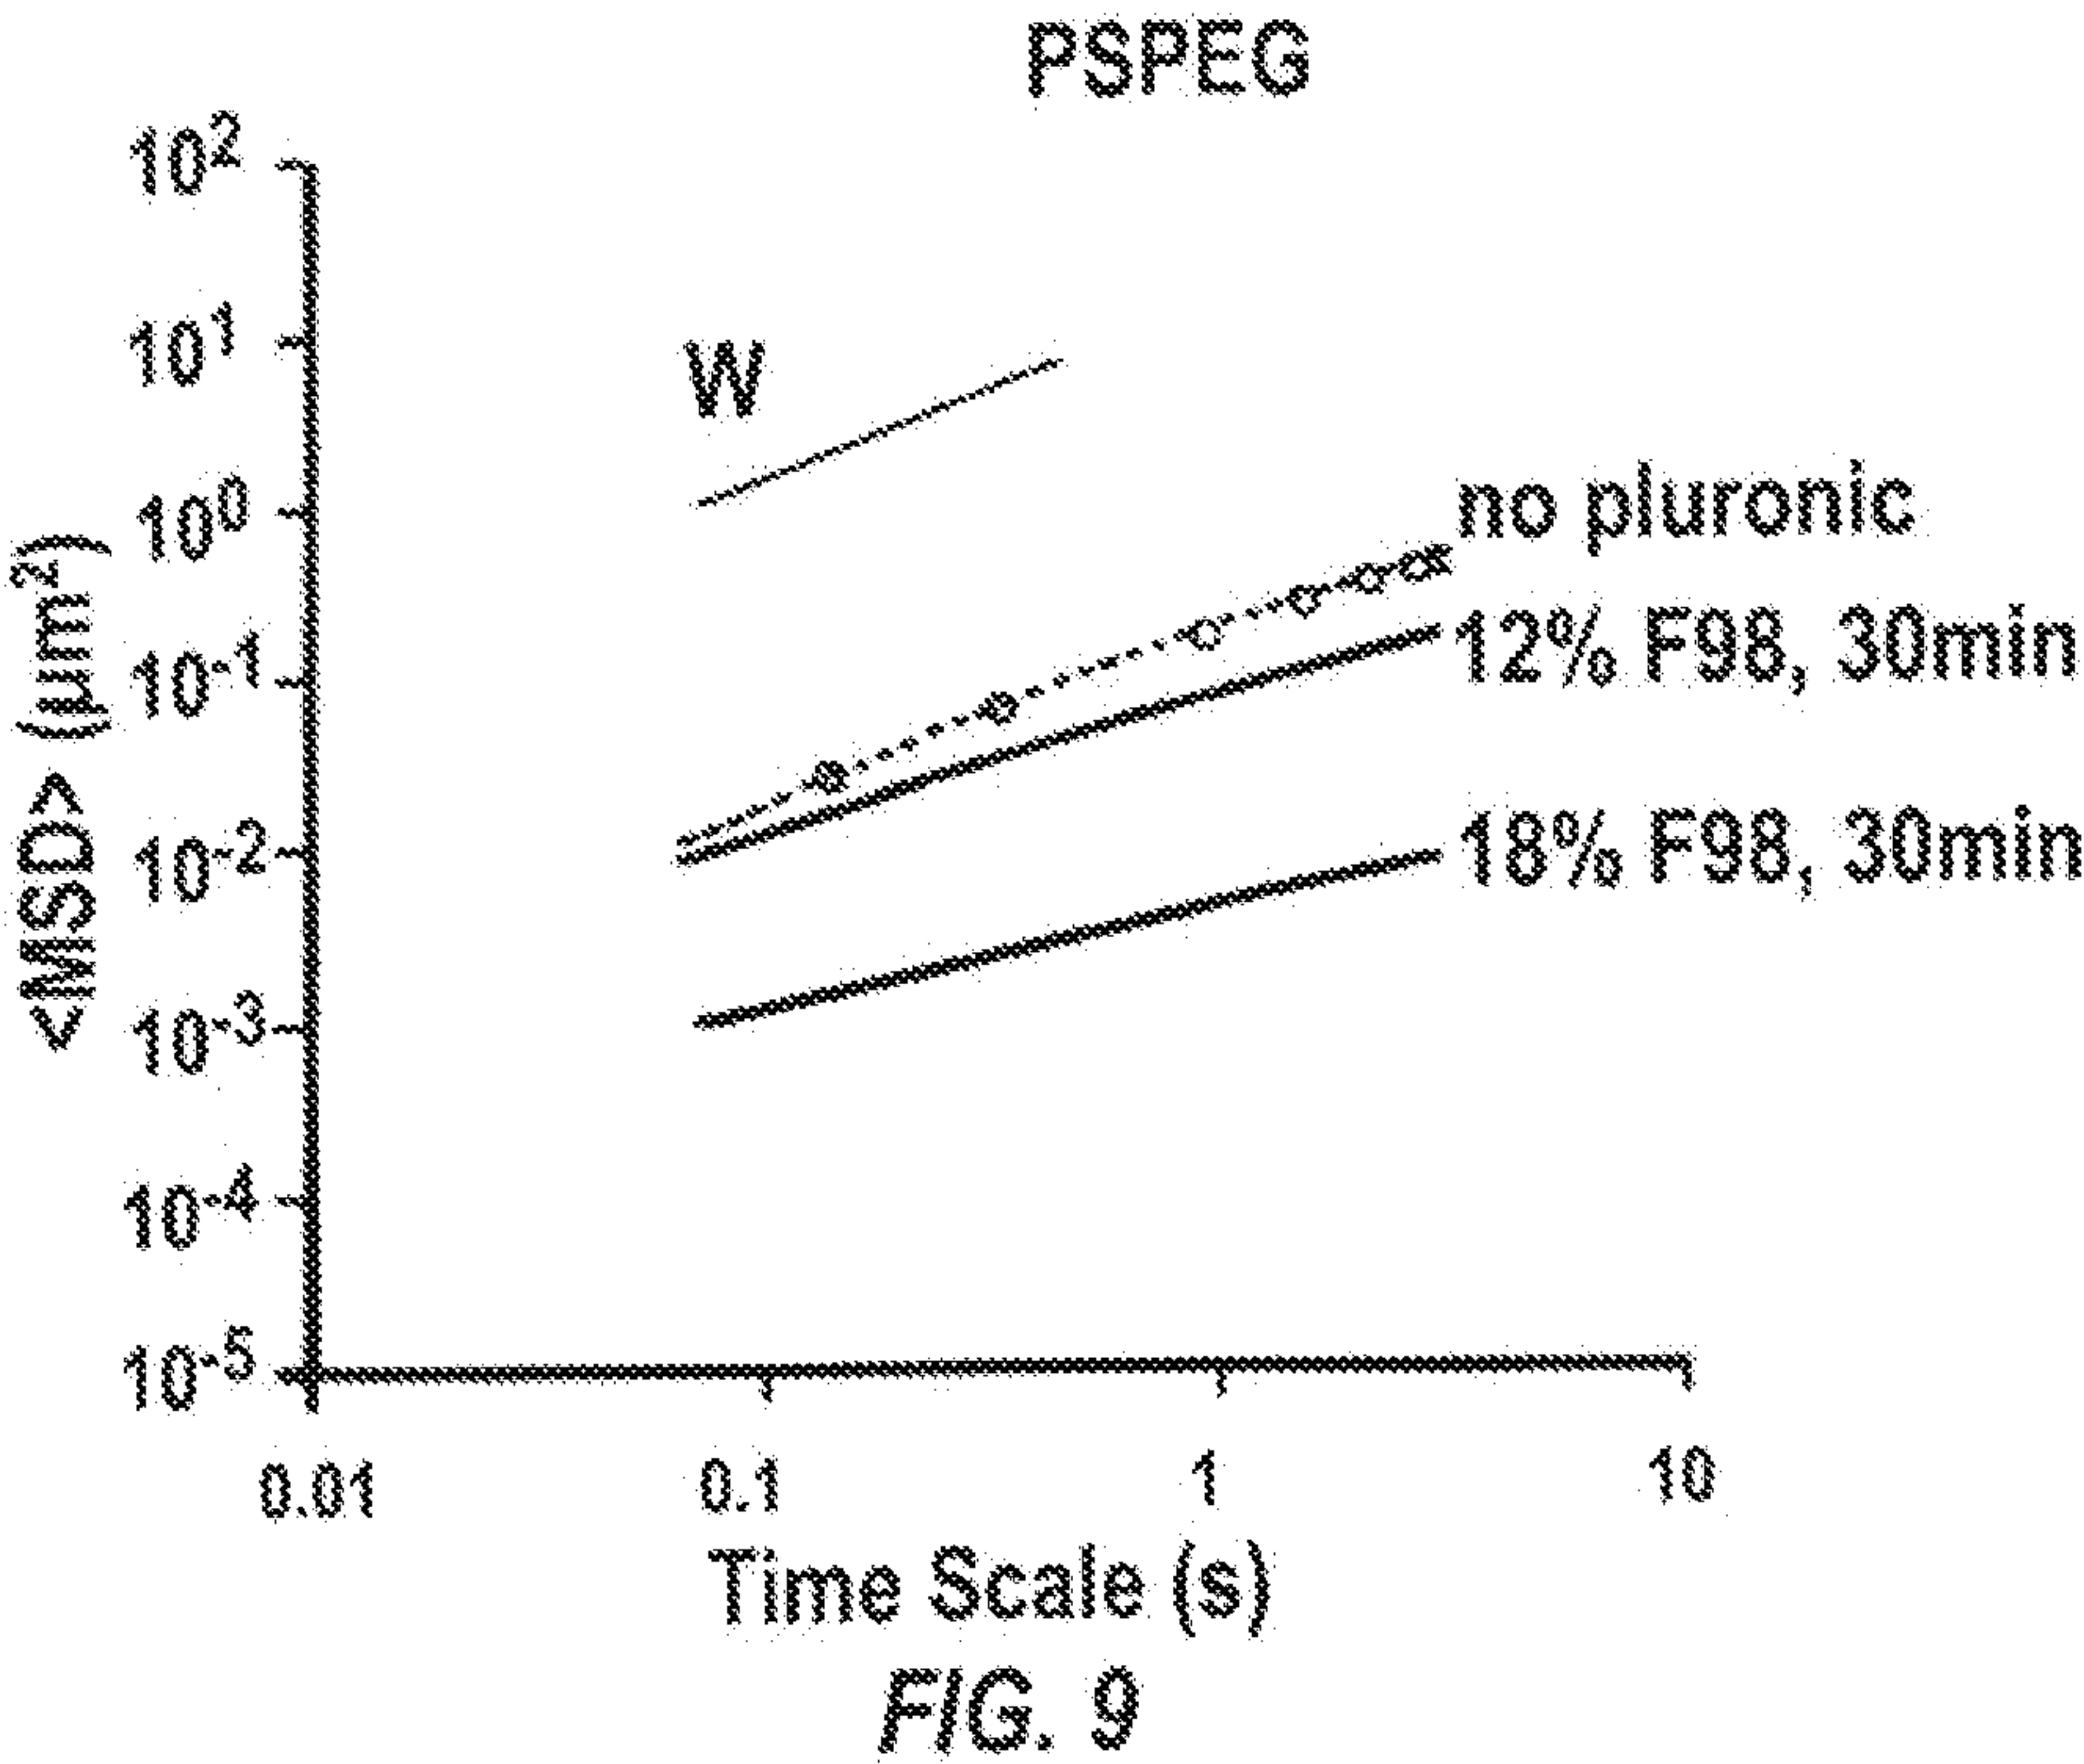 PSPEG
10²
10¹
10⁰
10⁻¹
10⁻²
10⁻³
10⁻⁴
10⁻⁵
<MSD> (µm²)
W
no pluronic
12% F98, 30min
18% F98, 30min
0.01 0.1 1 10
Time Scale (s)
FIG. 9